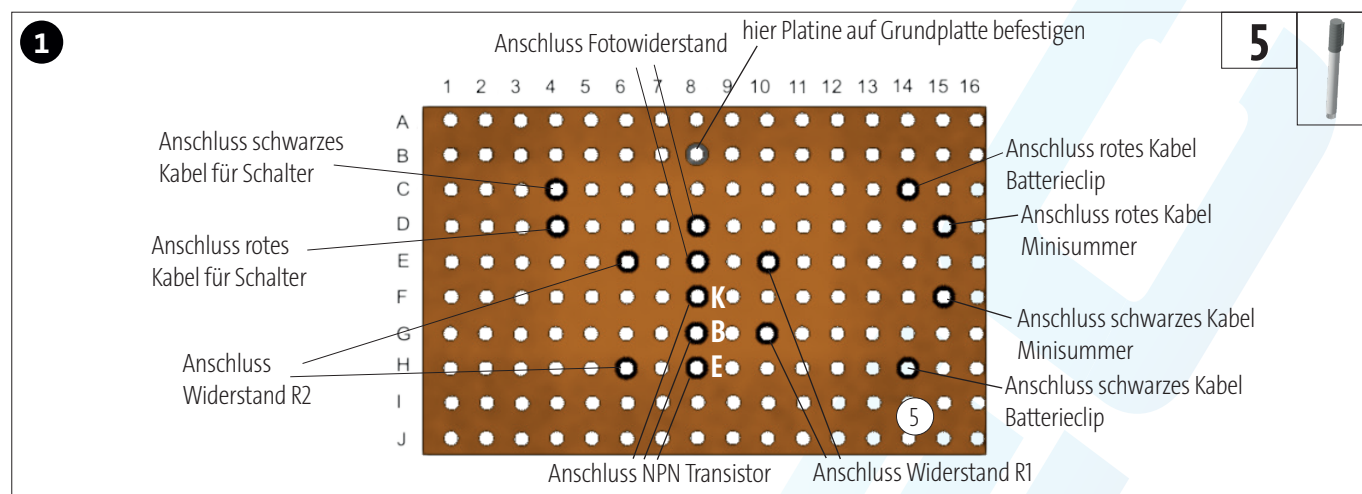 1
Anschluss Fotowiderstand
hier Platine auf Grundplatte befestigen
5
1 2 3 4 5 6 7 8 9 10 11 12 13 14 15 16
A
B
C
D
E
F
G
H
I
J
Anschluss schwarzes
Kabel für Schalter
Anschluss rotes
Kabel für Schalter
Anschluss
Widerstand R2
K
B
E
5
Anschluss rotes Kabel
Batterieclip
Anschluss rotes Kabel
Minisummer
Anschluss schwarzes Kabel
Minisummer
Anschluss schwarzes Kabel
Batterieclip
Anschluss NPN Transistor
Anschluss Widerstand R1